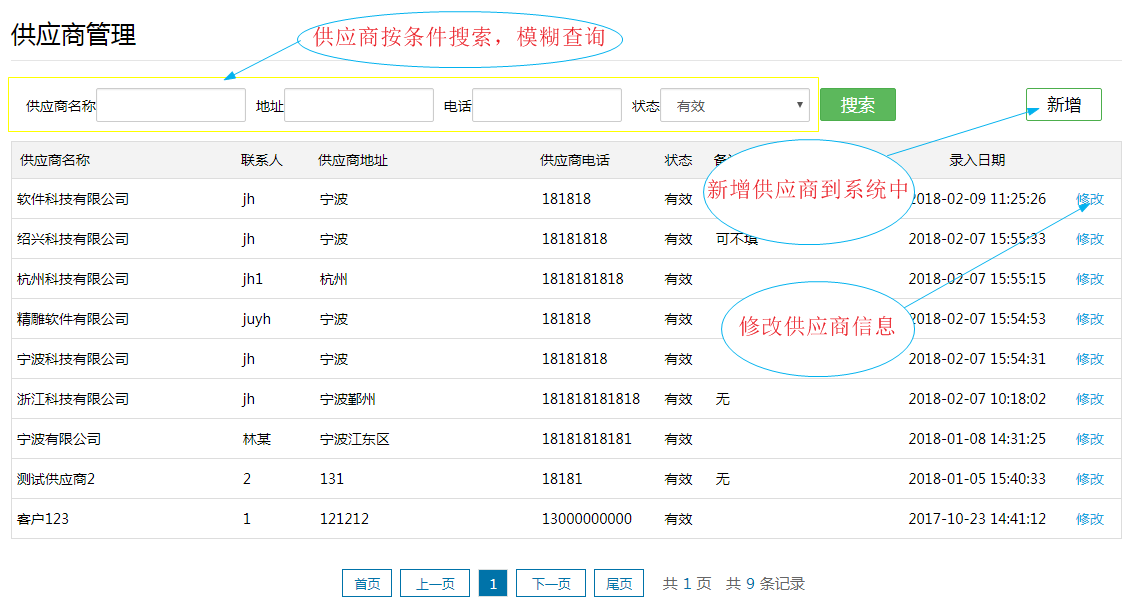 供应商管理
供应商按条件搜索，模糊查询
供应商名称 地址 电话 状态 有效 搜索 新增
供应商名称 联系人 供应商地址 供应商电话 状态 录入日期
新增供应商到系统中
软件科技有限公司 jh 宁波 181818 有效 2018-02-09 11:25:26 修改
绍兴科技有限公司 jh 宁波 18181818 有效 可不填 2018-02-07 15:55:33 修改
杭州科技有限公司 jh1 杭州 1818181818 有效 2018-02-07 15:55:15 修改
精雕软件有限公司 juyh 宁波 181818 有效 2018-02-07 15:54:53 修改
修改供应商信息
宁波科技有限公司 jh 宁波 18181818 有效 2018-02-07 15:54:31 修改
浙江科技有限公司 jh 宁波鄞州 181818181818 有效 无 2018-02-07 10:18:02 修改
宁波有限公司 林某 宁波江东区 18181818181 有效 2018-01-08 14:31:25 修改
测试供应商2 2 131 18181 有效 无 2018-01-05 15:40:33 修改
客户123 1 121212 13000000000 有效 2017-10-23 14:41:12 修改
首页 上一页 1 下一页 尾页 共 1 页 共 9 条记录